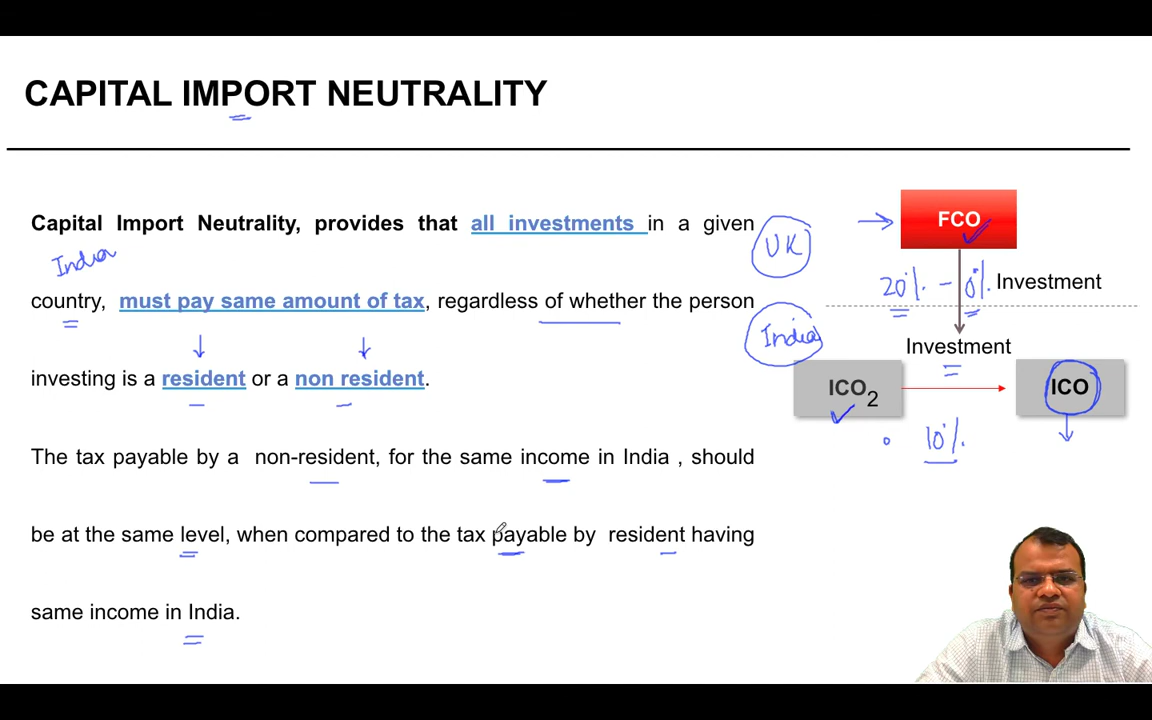 CAPITAL IMPORT NEUTRALITY
Capital Import Neutrality, provides that all investments in a given
India
country, must pay same amount of tax, regardless of whether the person
investing is a resident or a non resident.
The tax payable by a non-resident, for the same income in India , should
be at the same level, when compared to the tax payable by resident having
same income in India.
UK
FCO
20% - 0%
Investment
India
Investment
ICO2
ICO
10%